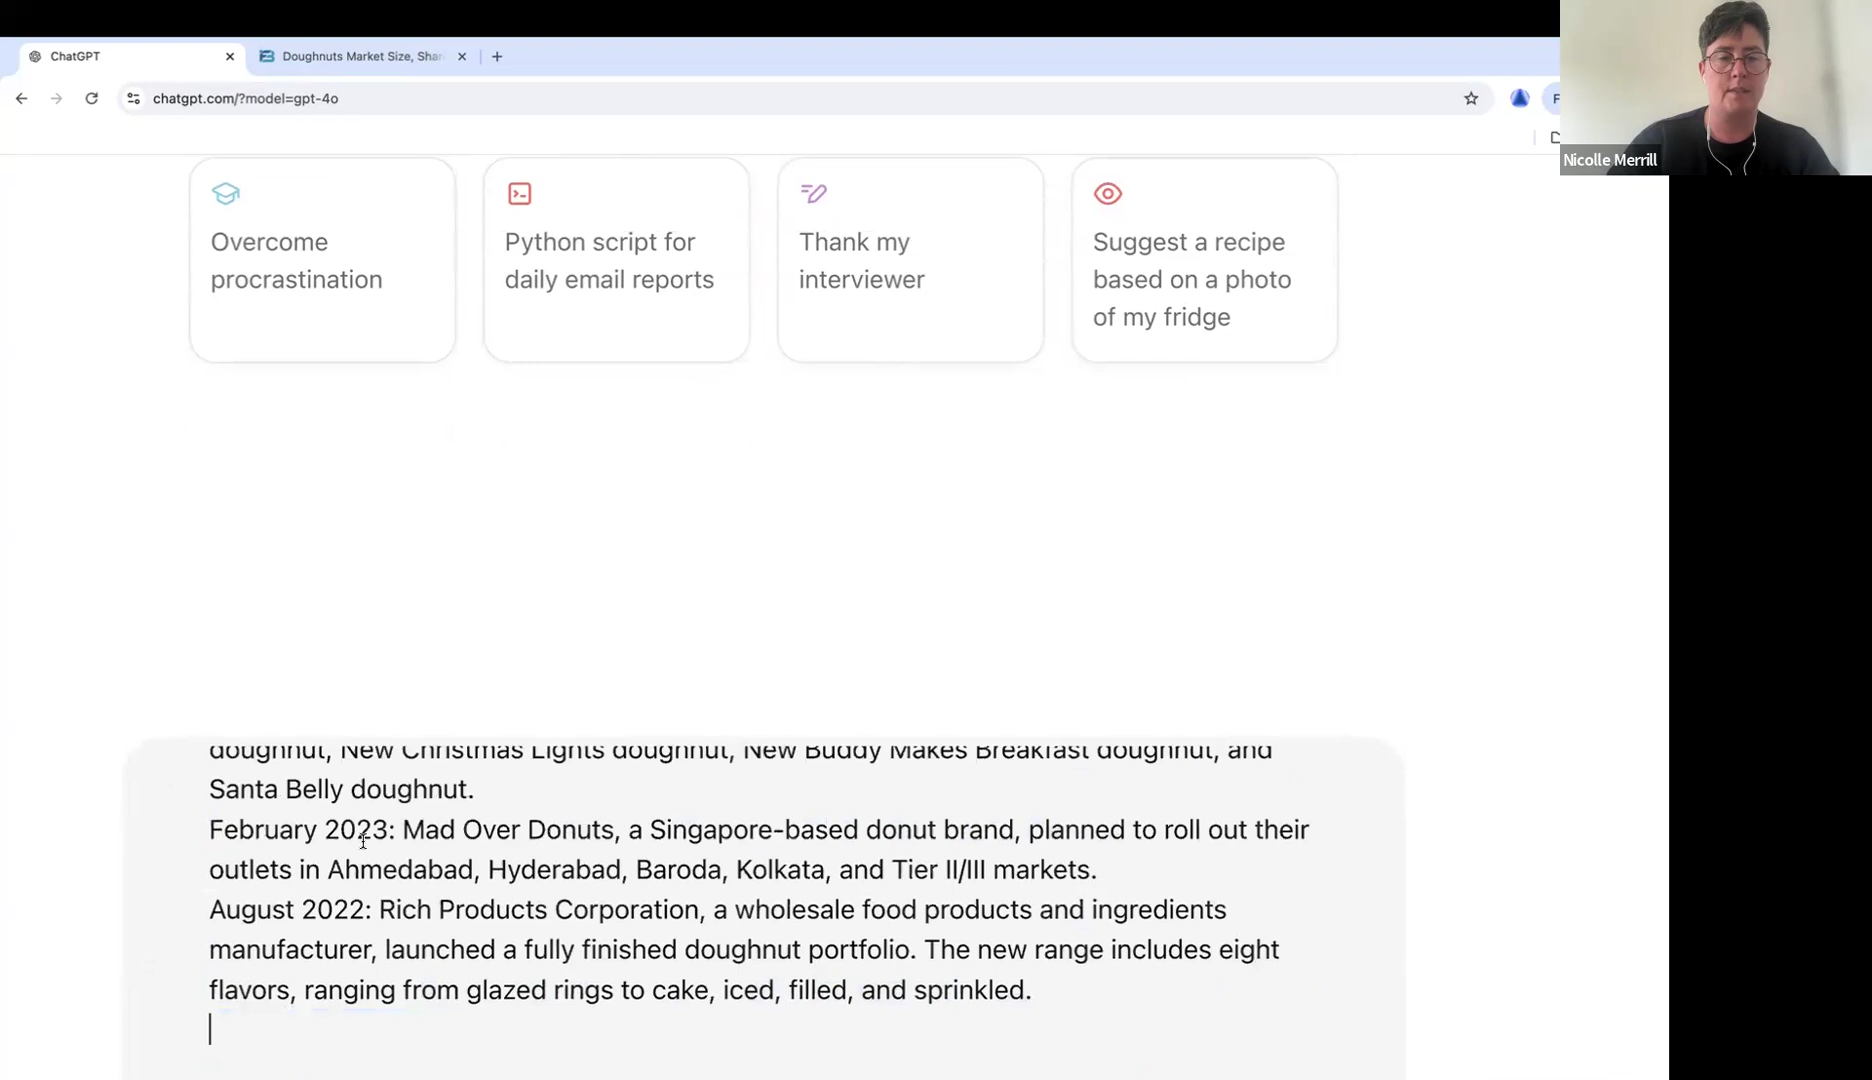 ChatGPT
Doughnuts Market Size, Shar
chatgpt.com/?model=gpt-4o
F
Nicolle Merrill
Overcome
procrastination
Python script for
daily email reports
Thank my
interviewer
Suggest a recipe
based on a photo
of my fridge
doughnut, New Christmas Lights doughnut, New Buddy Makes Breakfast doughnut, and
Santa Belly doughnut.
February 2023: Mad Over Donuts, a Singapore-based donut brand, planned to roll out their
outlets in Ahmedabad, Hyderabad, Baroda, Kolkata, and Tier II/III markets.
August 2022: Rich Products Corporation, a wholesale food products and ingredients
manufacturer, launched a fully finished doughnut portfolio. The new range includes eight
flavors, ranging from glazed rings to cake, iced, filled, and sprinkled.